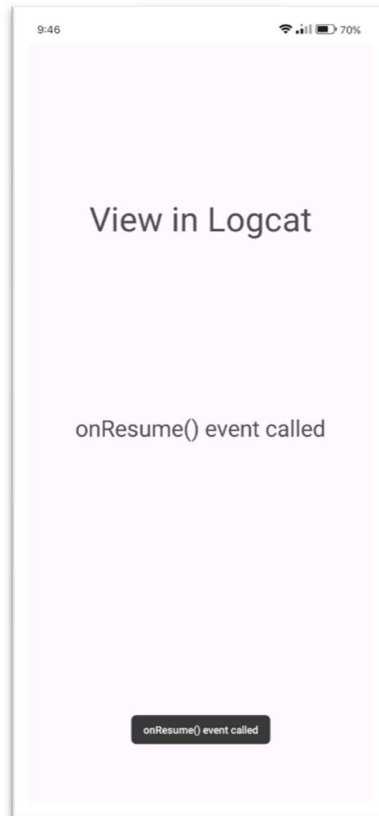 9:46
70%
View in Logcat
onResume() event called
onResume() event called